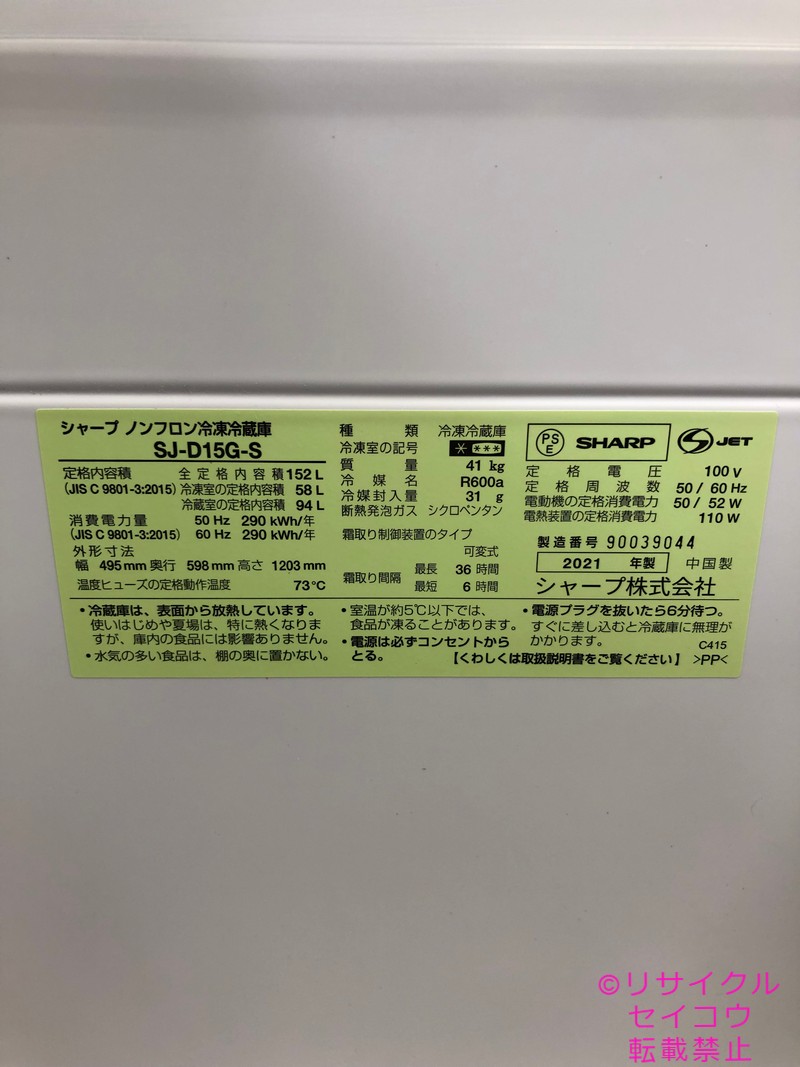 シャープ ノンフロン冷凍冷蔵庫
SJ-D15G-S
定格内容積 全定格内容積 152 L
(JIS C 9801-3:2015) 冷凍室の定格内容積 58 L
冷蔵室の定格内容積 94 L
消費電力量 50 Hz 290 kWh/年
(JIS C 9801-3:2015) 60 Hz 290 kWh/年
外形寸法
幅 495 mm 奥行 598 mm 高さ 1203 mm
温度ヒューズの定格動作温度 73℃
種類 冷凍冷蔵庫
冷凍室の記号 * ***
質量 41 kg
冷媒名 R600a
冷媒封入量 31 g
断熱発泡ガス シクロペンタン
霜取り制御装置のタイプ
可変式
霜取り間隔 最長 36 時間
最短 6 時間
PSE SHARP JET
定格電圧 100 V
定格周波数 50 / 60 Hz
電動機の定格消費電力 50 / 52 W
電熱装置の定格消費電力 110 W
製造番号 90039044
2021 年製 中国製
シャープ株式会社
・冷蔵庫は、表面から放熱しています。
使いはじめや夏場は、特に熱くなりま
すが、庫内の食品には影響ありません。
・水気の多い食品は、棚の奥に置かない。
・室温が約5℃以下では、
食品が凍ることがあります。
・電源は必ずコンセントから
とる。
・電源プラグを抜いたら6分待つ。
すぐに差し込むと冷蔵庫に無理が
かかります。 C415
【くわしくは取扱説明書をご覧ください】 >PP<
©リサイクル
セイコウ
転載禁止